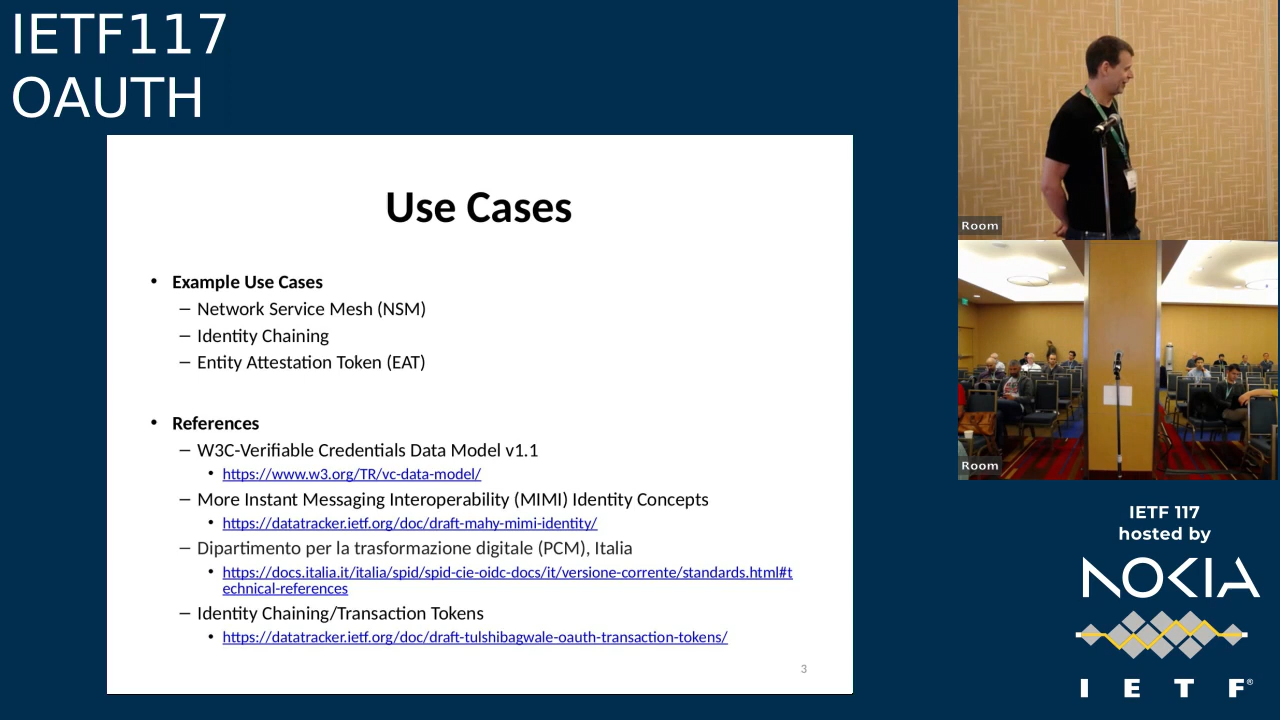 IETF117
OAUTH
Use Cases
• Example Use Cases
– Network Service Mesh (NSM)
– Identity Chaining
– Entity Attestation Token (EAT)
• References
– W3C-Verifiable Credentials Data Model v1.1
• https://www.w3.org/TR/vc-data-model/
– More Instant Messaging Interoperability (MIMI) Identity Concepts
• https://datatracker.ietf.org/doc/draft-mahy-mimi-identity/
– Dipartimento per la trasformazione digitale (PCM), Italia
• https://docs.italia.it/italia/spid/spid-cie-oidc-docs/it/versione-corrente/standards.html#t
echnical-references
– Identity Chaining/Transaction Tokens
• https://datatracker.ietf.org/doc/draft-tulshibagwale-oauth-transaction-tokens/
3
Room
Room
IETF 117
hosted by
NOKIA
I E T F®